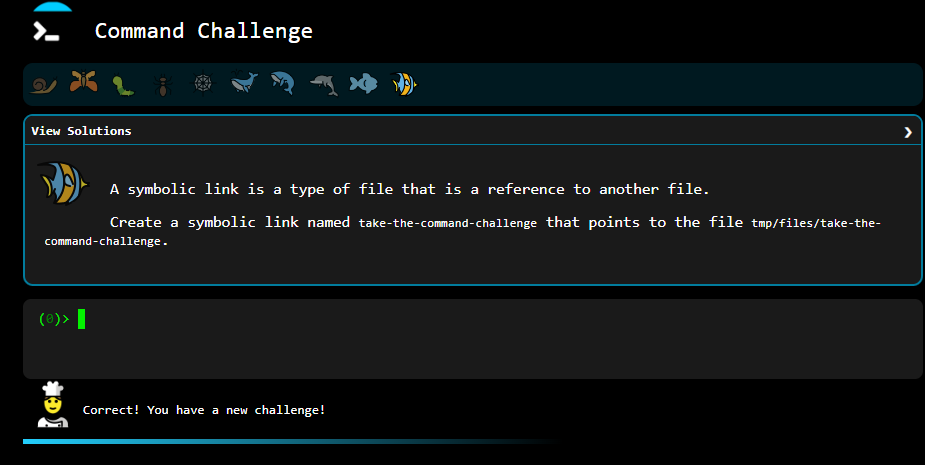 Command Challenge
View Solutions
A symbolic link is a type of file that is a reference to another file.
Create a symbolic link named take-the-command-challenge that points to the file tmp/files/take-the-
command-challenge.
(0)>
Correct! You have a new challenge!